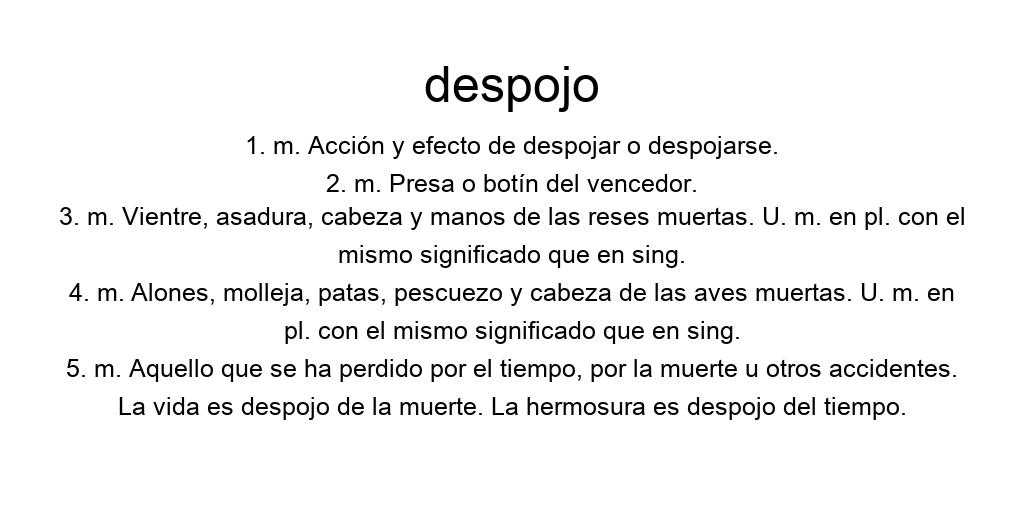 despojo
1. m. Acción y efecto de despojar o despojarse.
2. m. Presa o botín del vencedor.
3. m. Vientre, asadura, cabeza y manos de las reses muertas. U. m. en pl. con el
mismo significado que en sing.
4. m. Alones, molleja, patas, pescuezo y cabeza de las aves muertas. U. m. en
pl. con el mismo significado que en sing.
5. m. Aquello que se ha perdido por el tiempo, por la muerte u otros accidentes.
La vida es despojo de la muerte. La hermosura es despojo del tiempo.